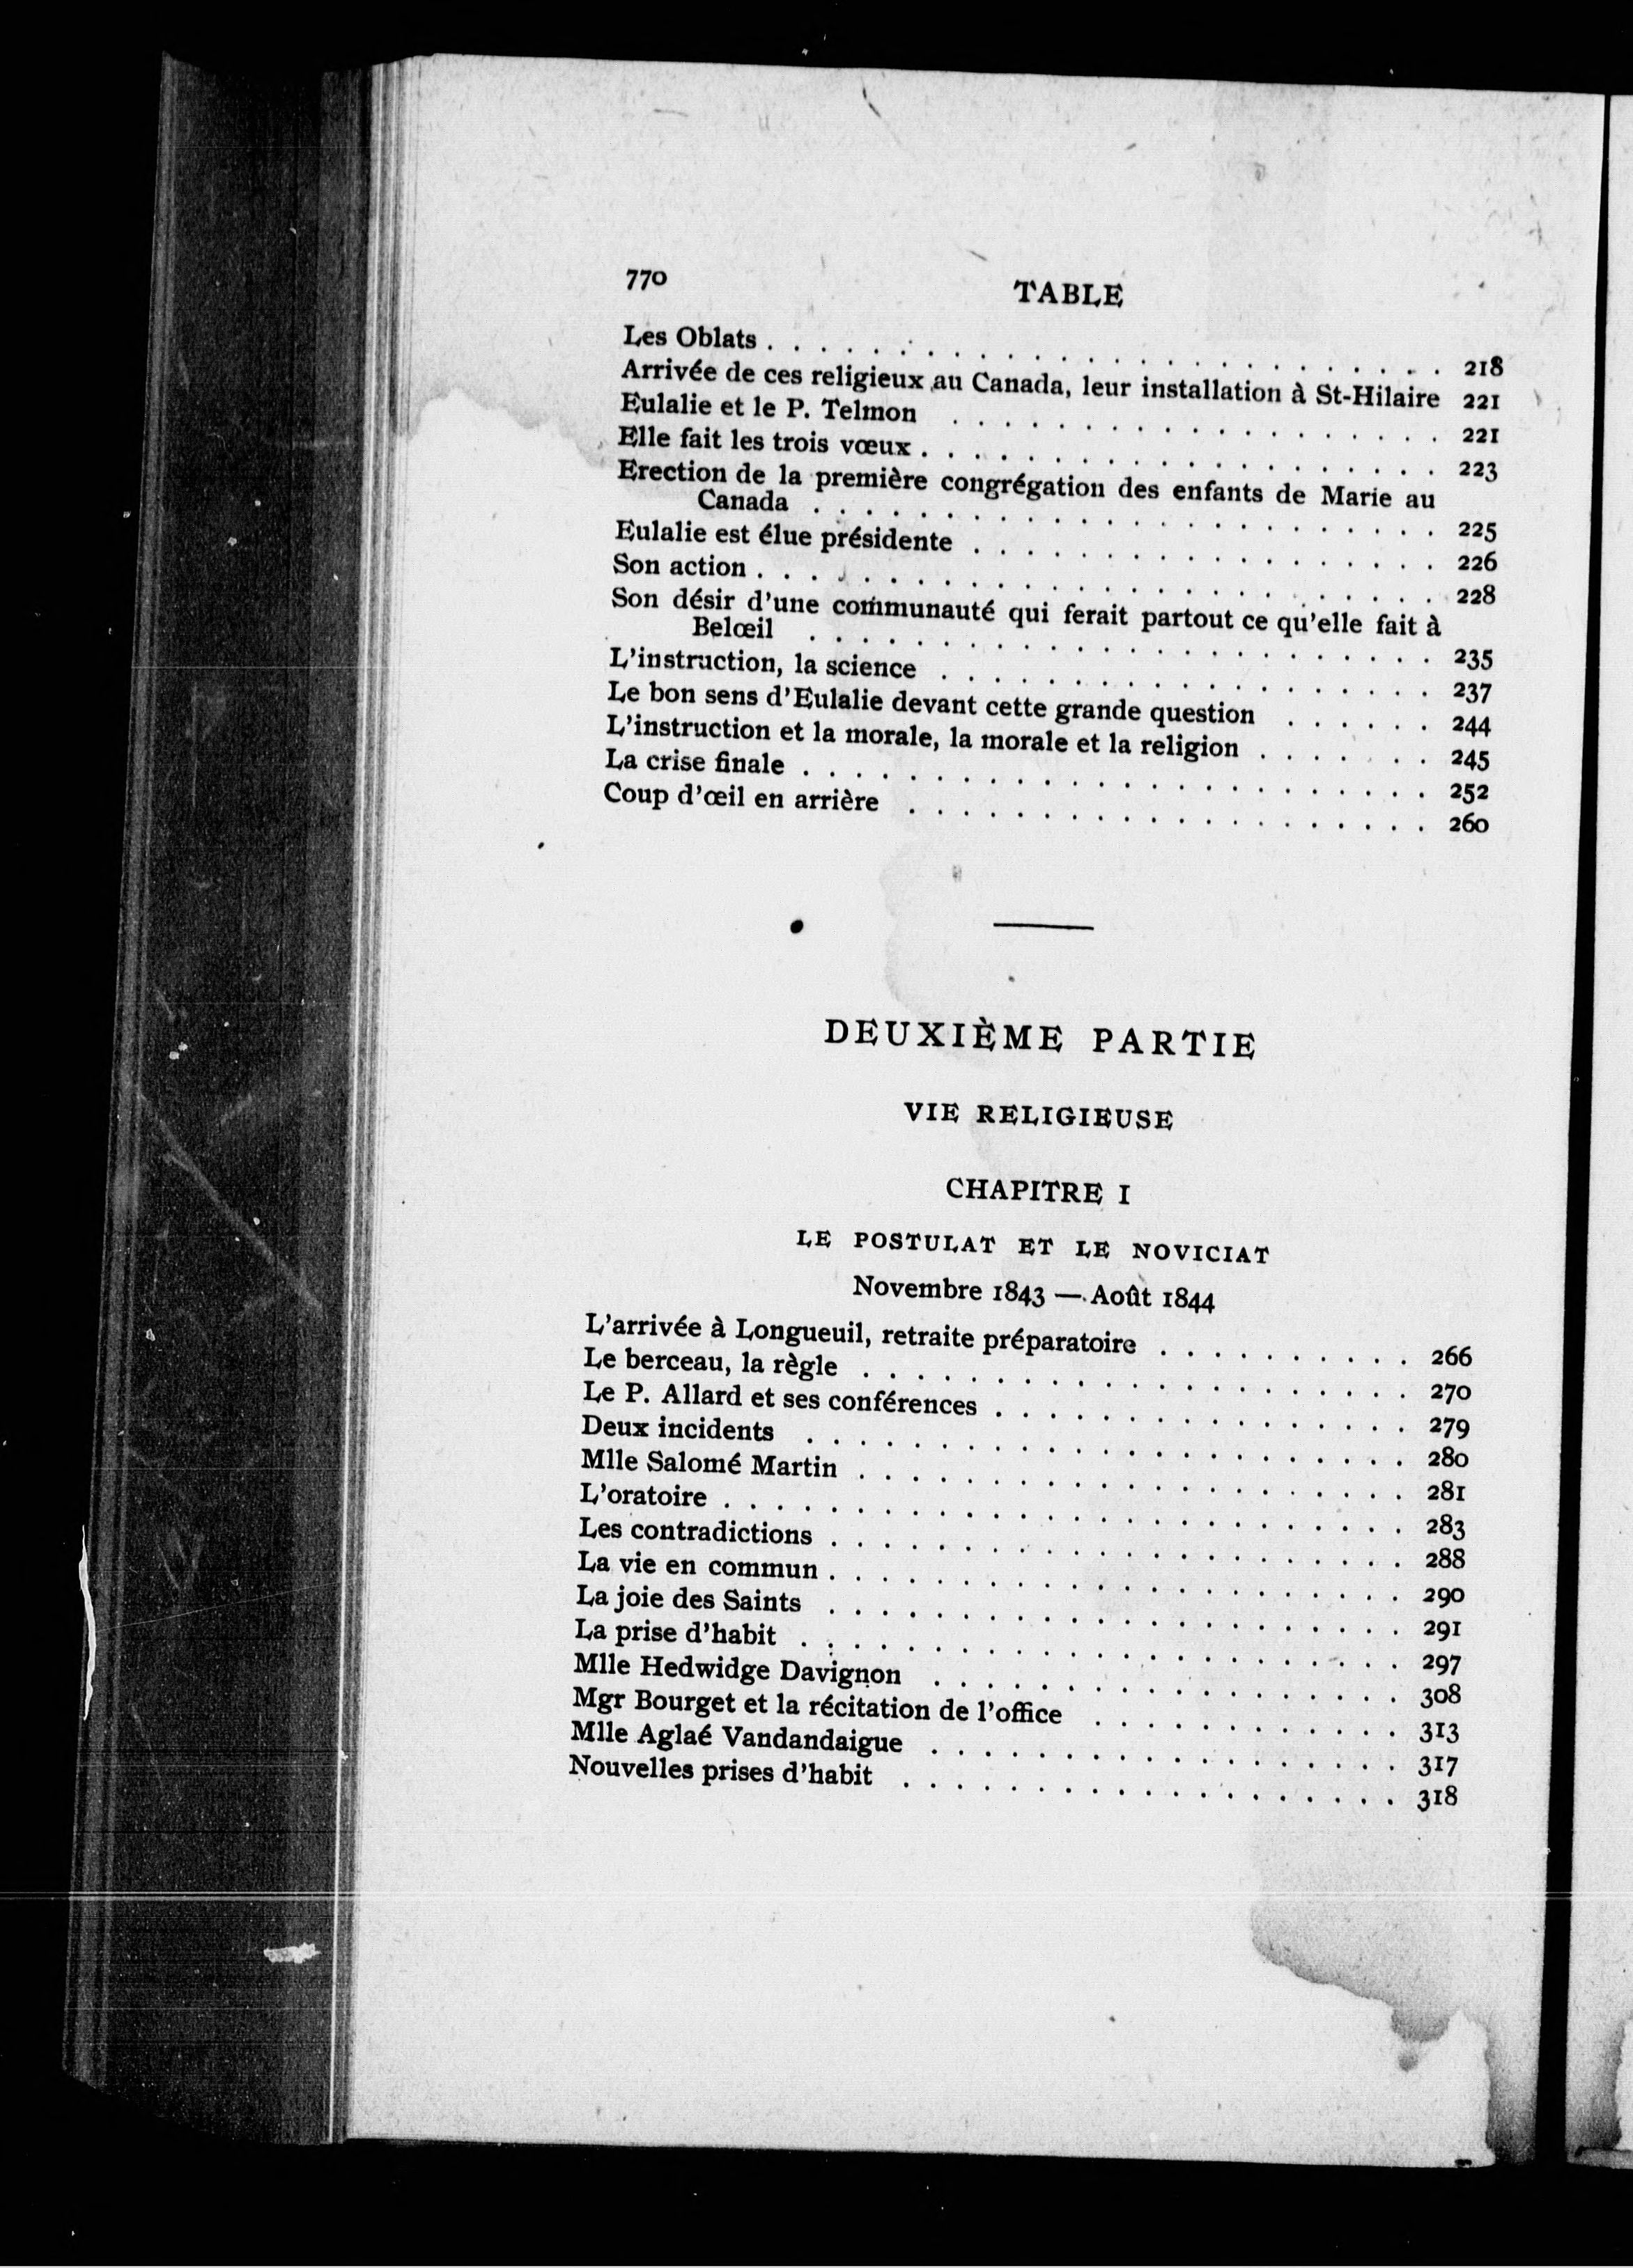 770
TABLE
Les Oblats . . . . . . . . . . . . . . . . . . . . . . . . . . 218
Arrivée de ces religieux au Canada, leur installation à St-Hilaire 221
Eulalie et le P. Telmon . . . . . . . . . . . . . . . . . . . 221
Elle fait les trois vœux . . . . . . . . . . . . . . . . . . . . 223
Erection de la première congrégation des enfants de Marie au
Canada . . . . . . . . . . . . . . . . . . . . . . . . 225
Eulalie est élue présidente . . . . . . . . . . . . . . . . . . 226
Son action . . . . . . . . . . . . . . . . . . . . . . . . . . 228
Son désir d'une communauté qui ferait partout ce qu'elle fait à
Belœil . . . . . . . . . . . . . . . . . . . . . . . . 235
L'instruction, la science . . . . . . . . . . . . . . . . . . . 237
Le bon sens d'Eulalie devant cette grande question . . . . . . 244
L'instruction et la morale, la morale et la religion . . . . . . . 245
La crise finale . . . . . . . . . . . . . . . . . . . . . . . . 252
Coup d'œil en arrière . . . . . . . . . . . . . . . . . . . . 260
DEUXIÈME PARTIE
VIE RELIGIEUSE
CHAPITRE I
LE POSTULAT ET LE NOVICIAT
Novembre 1843 — Août 1844
L'arrivée à Longueuil, retraite préparatoire . . . . . . . . . . 266
Le berceau, la règle . . . . . . . . . . . . . . . . . . . . . 270
Le P. Allard et ses conférences . . . . . . . . . . . . . . . . 279
Deux incidents . . . . . . . . . . . . . . . . . . . . . . . 280
Mlle Salomé Martin . . . . . . . . . . . . . . . . . . . . . 281
L'oratoire . . . . . . . . . . . . . . . . . . . . . . . . . . 283
Les contradictions . . . . . . . . . . . . . . . . . . . . . . 288
La vie en commun . . . . . . . . . . . . . . . . . . . . . . 290
La joie des Saints . . . . . . . . . . . . . . . . . . . . . . 291
La prise d'habit . . . . . . . . . . . . . . . . . . . . . . . 297
Mlle Hedwidge Davignon . . . . . . . . . . . . . . . . . . 308
Mgr Bourget et la récitation de l'office . . . . . . . . . . . . 313
Mlle Aglaé Vandandaigue . . . . . . . . . . . . . . . . . . 317
Nouvelles prises d'habit . . . . . . . . . . . . . . . . . . . 318